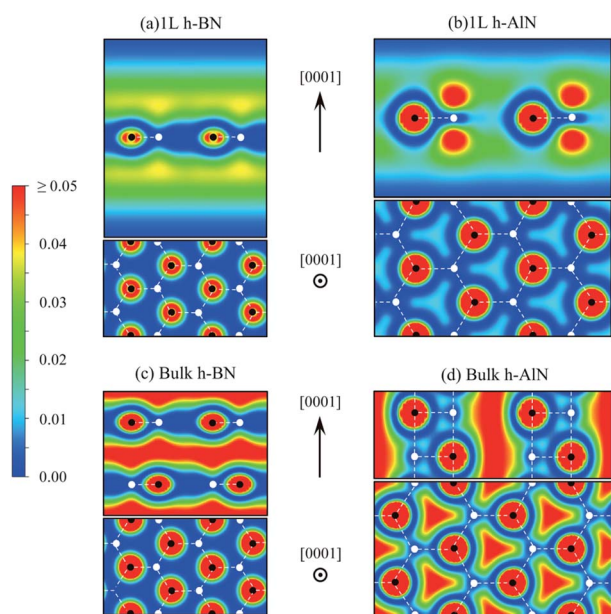 (a)1L h-BN
(b) 1L h-AlN
[0001]
≥ 0.05
0.04
0.03
0.02
0.01
0.00
[0001]
(c) Bulk h-BN
(d) Bulk h-AlN
[0001]
[0001]